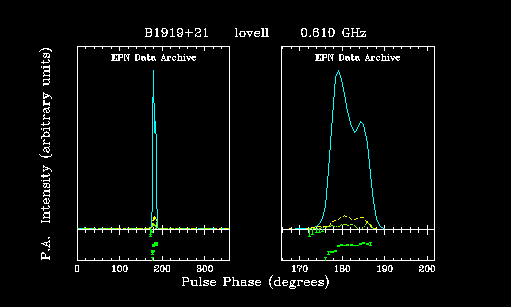 B1919+21 lovell 0.610 GHz
EPN Data Archive EPN Data Archive
P.A. Intensity (arbitrary units)
0 100 200 300 170 180 190 200
Pulse Phase (degrees)